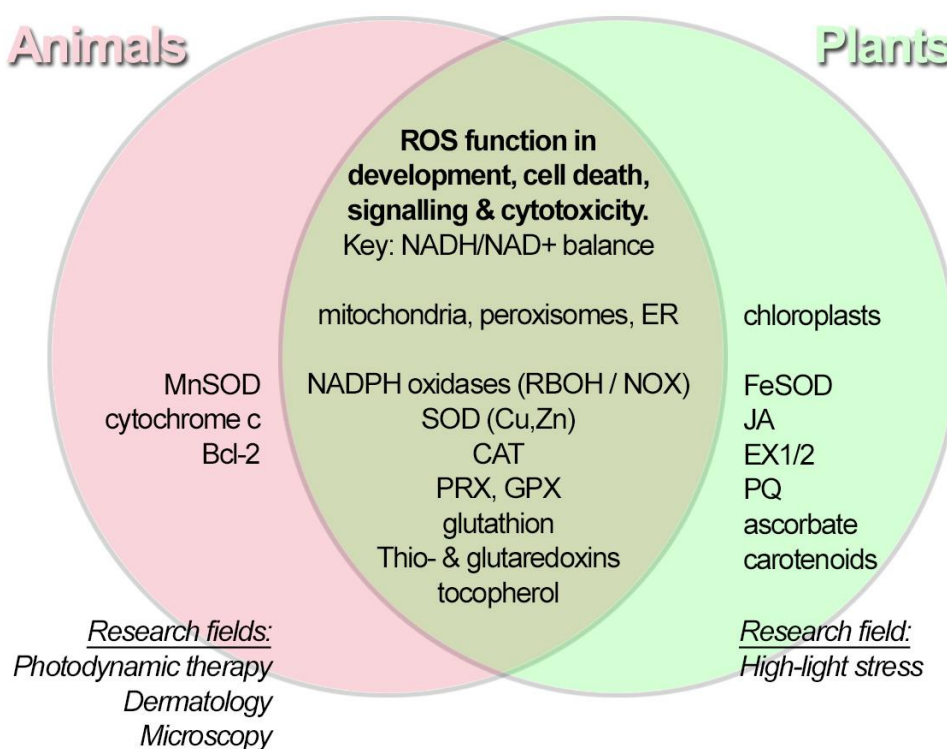 Animals
Plants
ROS function in
development, cell death,
signalling & cytotoxicity.
Key: NADH/NAD+ balance
mitochondria, peroxisomes, ER
chloroplasts
MnSOD
cytochrome c
Bcl-2
NADPH oxidases (RBOH / NOX)
SOD (Cu,Zn)
CAT
PRX, GPX
glutathion
Thio- & glutaredoxins
tocopherol
FeSOD
JA
EX1/2
PQ
ascorbate
carotenoids
Research fields:
Photodynamic therapy
Dermatology
Microscopy
Research field:
High-light stress